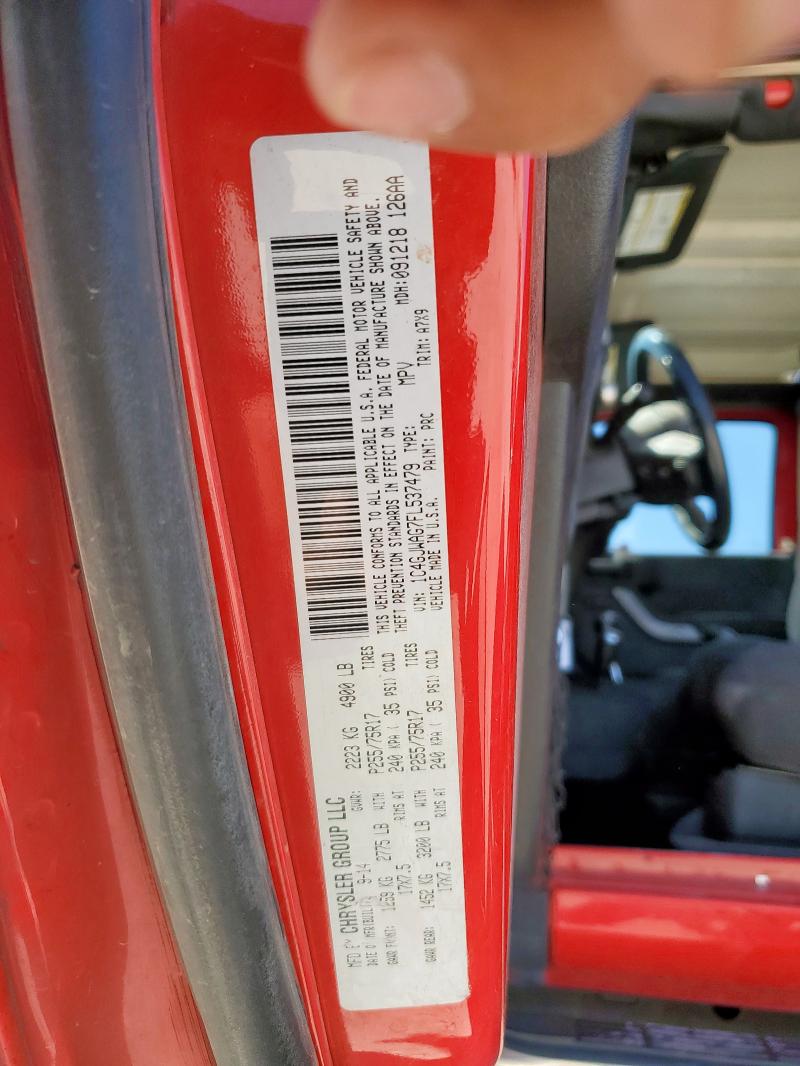 MFD BY CHRYSLER GROUP LLC
DATE OF MFR(BUILT): 9-14 GVWR: 2223 KG 4900 LB
GAWR FRONT: 1259 KG 2775 LB WITH P255/75R17 TIRES
17X7.5 RIMS AT 240 KPA ( 35 PSI) COLD
GAWR REAR: 1452 KG 3200 LB WITH P255/75R17 TIRES
17X7.5 RIMS AT 240 KPA ( 35 PSI) COLD
THIS VEHICLE CONFORMS TO ALL APPLICABLE U.S.A. FEDERAL MOTOR VEHICLE SAFETY AND
THEFT PREVENTION STANDARDS IN EFFECT ON THE DATE OF MANUFACTURE SHOWN ABOVE.
VIN: 1C4GJWAG7FL537479 TYPE: MPV MDH:091218 126AA
VEHICLE MADE IN U.S.A. PAINT: PRC TRIM: A7X9